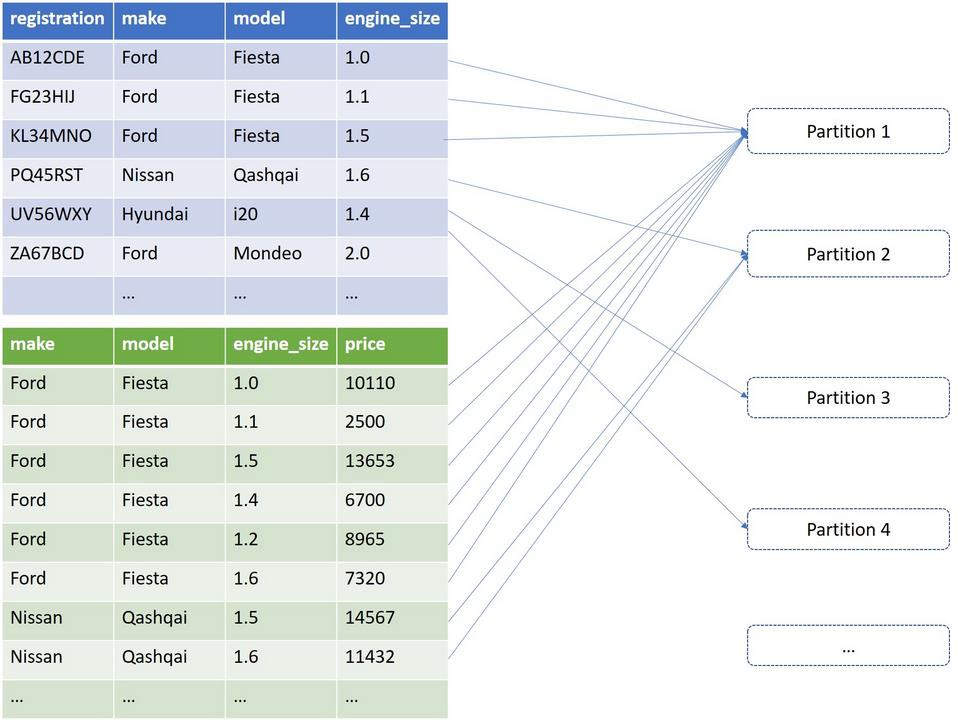 registration make model engine_size
AB12CDE Ford Fiesta 1.0
FG23HIJ Ford Fiesta 1.1
KL34MNO Ford Fiesta 1.5
PQ45RST Nissan Qashqai 1.6
UV56WXY Hyundai i20 1.4
ZA67BCD Ford Mondeo 2.0
... ... ...
make model engine_size price
Ford Fiesta 1.0 10110
Ford Fiesta 1.1 2500
Ford Fiesta 1.5 13653
Ford Fiesta 1.4 6700
Ford Fiesta 1.2 8965
Ford Fiesta 1.6 7320
Nissan Qashqai 1.5 14567
Nissan Qashqai 1.6 11432
... ... ... ...
Partition 1
Partition 2
Partition 3
Partition 4
...